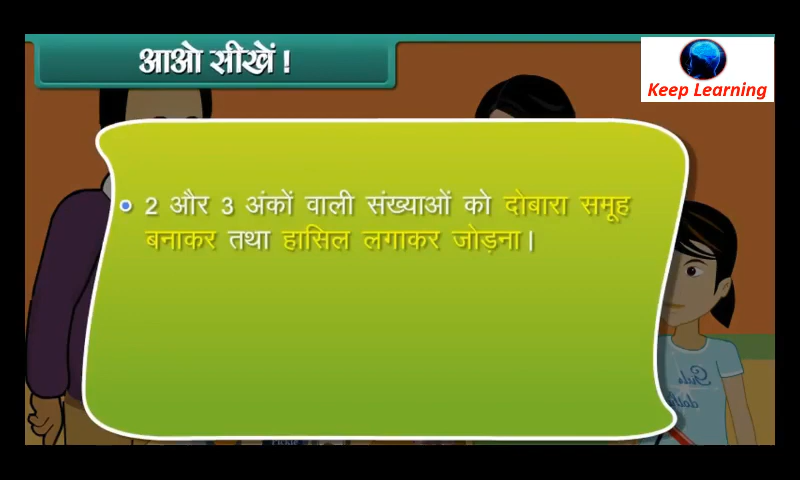 आओ सीखें!
Keep Learning
2 और 3 अंकों वाली संख्याओं को दोबारा समूह
बनाकर तथा हासिल लगाकर जोड़ना।